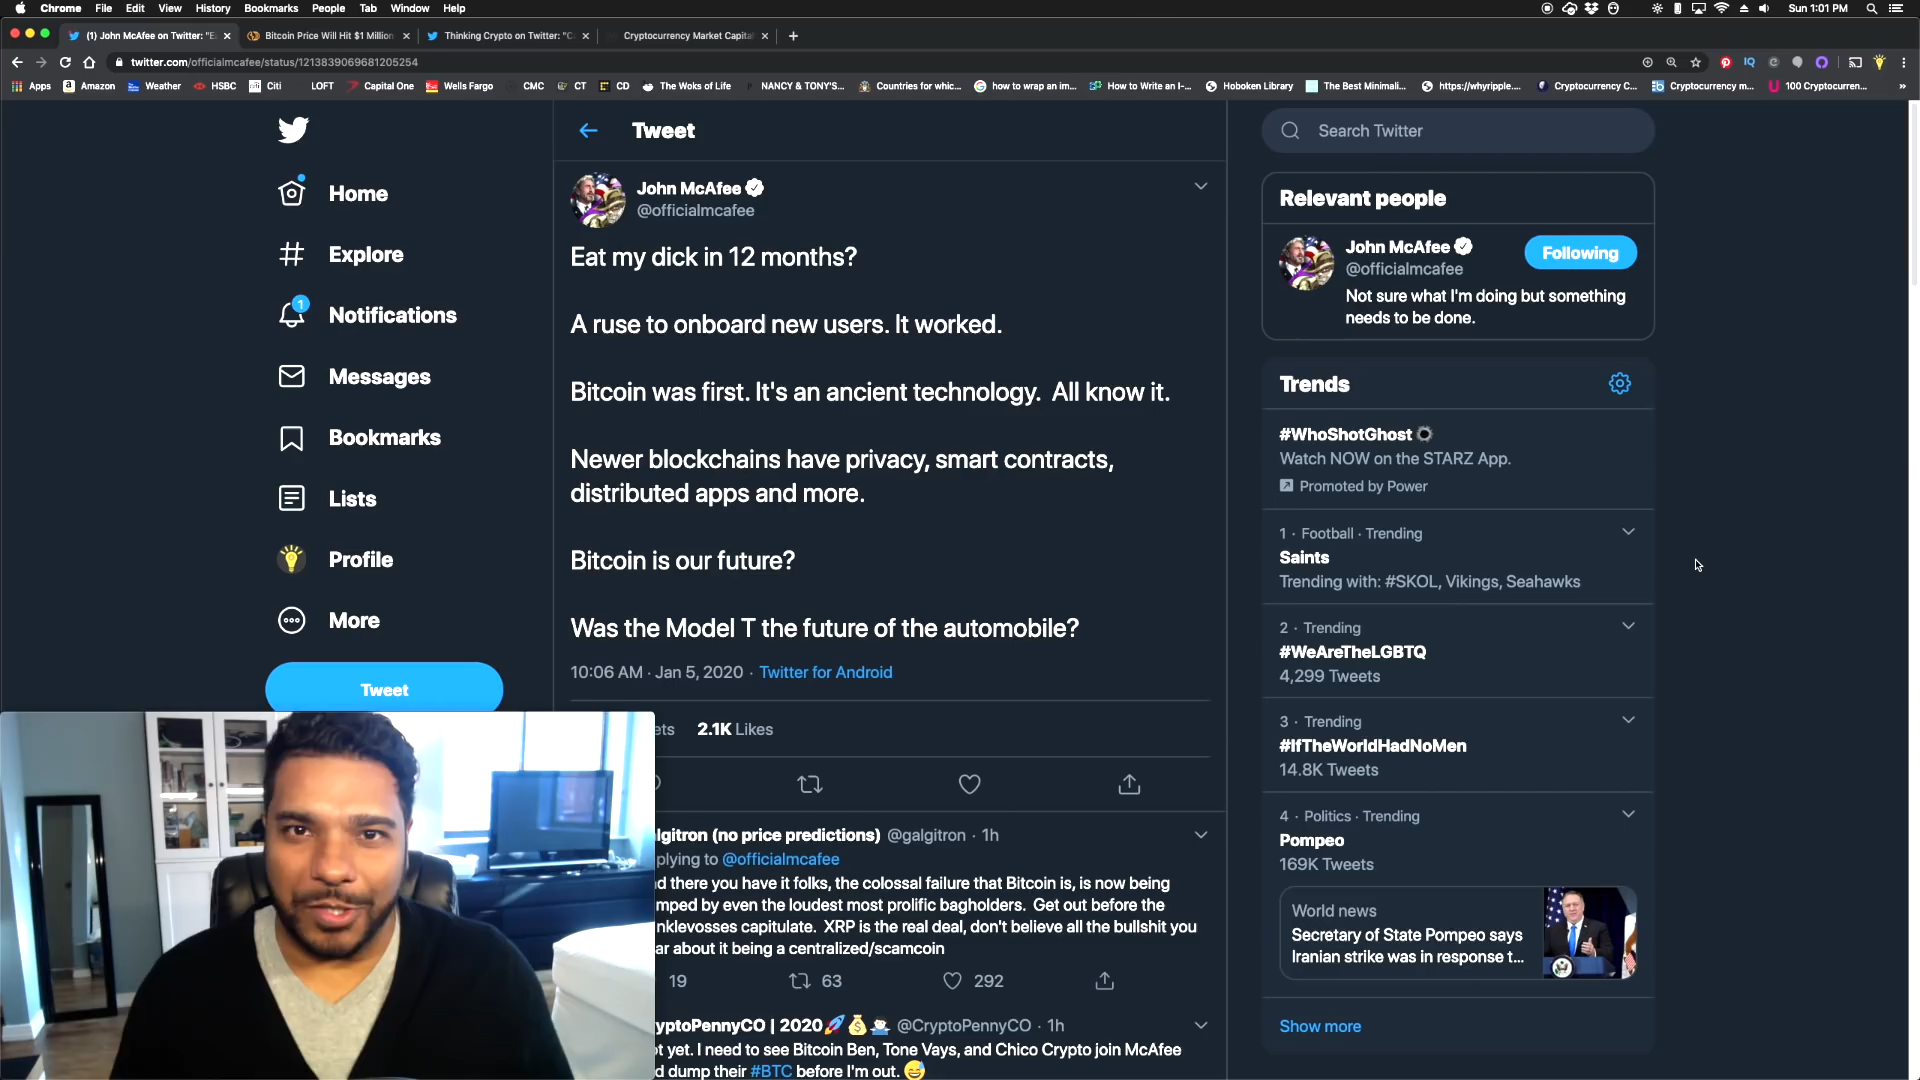 Chrome File Edit View History Bookmarks People Tab Window Help Sun 1:01 PM
(1) John McAfee on Twitter: "E Bitcoin Price Will Hit $1 Million Thinking Crypto on Twitter: "C Cryptocurrency Market Capita
twitter.com/officialmcafee/status/1213839069681205254
Apps Amazon Weather HSBC Citi LOFT Capital One Wells Fargo CMC CT CD The Woks of Life NANCY & TONY'S... Countries for whic... how to wrap an im... How to Write an I-... Hoboken Library The Best Minimali... https://whyripple.... Cryptocurrency C... Cryptocurrency m... 100 Cryptocurren... »
Home
Explore
1
Notifications
Messages
Bookmarks
Lists
Profile
More
Tweet
Tweet
John McAfee
@officialmcafee
Eat my dick in 12 months?
A ruse to onboard new users. It worked.
Bitcoin was first. It's an ancient technology. All know it.
Newer blockchains have privacy, smart contracts,
distributed apps and more.
Bitcoin is our future?
Was the Model T the future of the automobile?
10:06 AM · Jan 5, 2020 · Twitter for Android
ets 2.1K Likes
lgitron (no price predictions) @galgitron · 1h
plying to @officialmcafee
d there you have it folks, the colossal failure that Bitcoin is, is now being
mped by even the loudest most prolific bagholders. Get out before the
nklevosses capitulate. XRP is the real deal, don't believe all the bullshit you
ar about it being a centralized/scamcoin
19 63 292
yptoPennyCO | 2020🚀💰🤷🏻‍♂️ @CryptoPennyCO · 1h
ot yet. I need to see Bitcoin Ben, Tone Vays, and Chico Crypto join McAfee
d dump their #BTC before I'm out. 😅
Search Twitter
Relevant people
John McAfee
@officialmcafee
Following
Not sure what I'm doing but something
needs to be done.
Trends
#WhoShotGhost
Watch NOW on the STARZ App.
Promoted by Power
1 · Football · Trending
Saints
Trending with: #SKOL, Vikings, Seahawks
2 · Trending
#WeAreTheLGBTQ
4,299 Tweets
3 · Trending
#IfTheWorldHadNoMen
14.8K Tweets
4 · Politics · Trending
Pompeo
169K Tweets
World news
Secretary of State Pompeo says
Iranian strike was in response t...
Show more